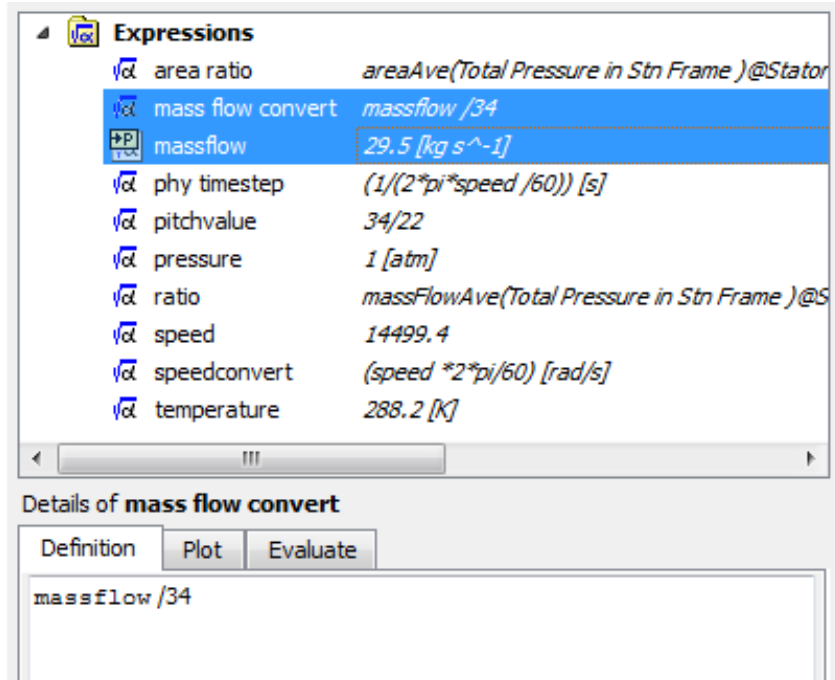 Expressions
area ratio areaAve(Total Pressure in Stn Frame )@Stator
mass flow convert massflow /34
massflow 29.5 [kg s^-1]
phy timestep (1/(2*pi*speed /60)) [s]
pitchvalue 34/22
pressure 1 [atm]
ratio massFlowAve(Total Pressure in Stn Frame )@S
speed 14499.4
speedconvert (speed *2*pi/60) [rad/s]
temperature 288.2 [K]
Details of mass flow convert
Definition Plot Evaluate
massflow /34